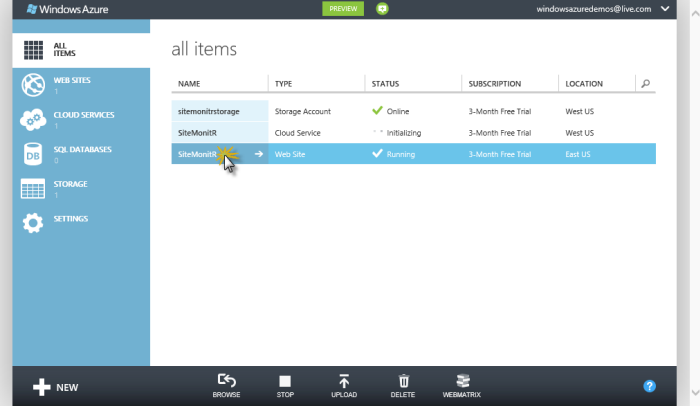 Windows Azure PREVIEW windowsazuredemos@live.com
ALL
ITEMS
WEB SITES
1
CLOUD SERVICES
1
DB
SQL DATABASES
0
STORAGE
1
SETTINGS
all items
NAME TYPE STATUS SUBSCRIPTION LOCATION
sitemonitrstorage Storage Account Online 3-Month Free Trial West US
SiteMonitR Cloud Service Initializing 3-Month Free Trial West US
SiteMonitR Web Site Running 3-Month Free Trial East US
NEW
BROWSE STOP UPLOAD DELETE WEBMATRIX
?